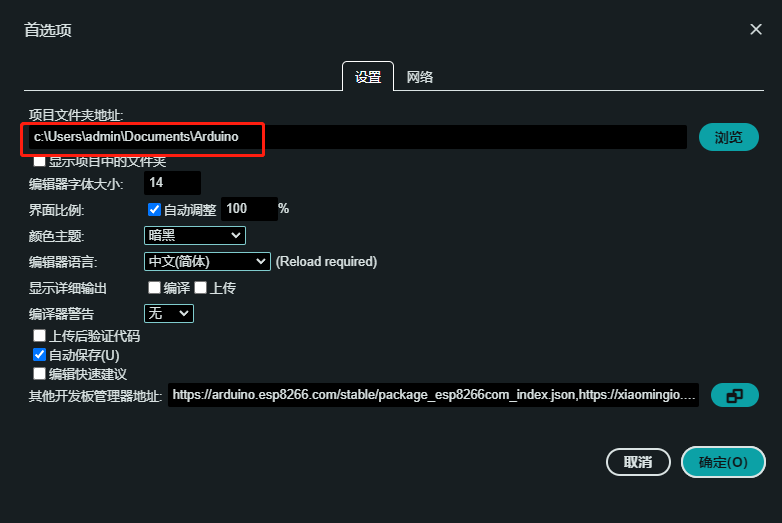 首选项
设置 网络
项目文件夹地址:
c:\Users\admin\Documents\Arduino 浏览
显示项目中的文件夹
编辑器字体大小: 14
界面比例: 自动调整 100 %
颜色主题: 暗黑
编辑器语言: 中文(简体) (Reload required)
显示详细输出 编译 上传
编译器警告 无
上传后验证代码
自动保存(U)
编辑快速建议
其他开发板管理器地址: https://arduino.esp8266.com/stable/package_esp8266com_index.json,https://xiaomingio....
取消 确定(O)